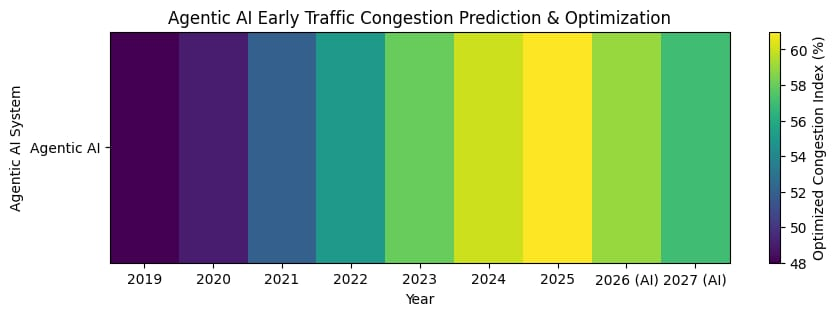 Agentic AI Early Traffic Congestion Prediction & Optimization
Agentic AI System
Agentic AI
2019 2020 2021 2022 2023 2024 2025 2026 (AI) 2027 (AI)
Year
60
58
56
54
52
50
48
Optimized Congestion Index (%)